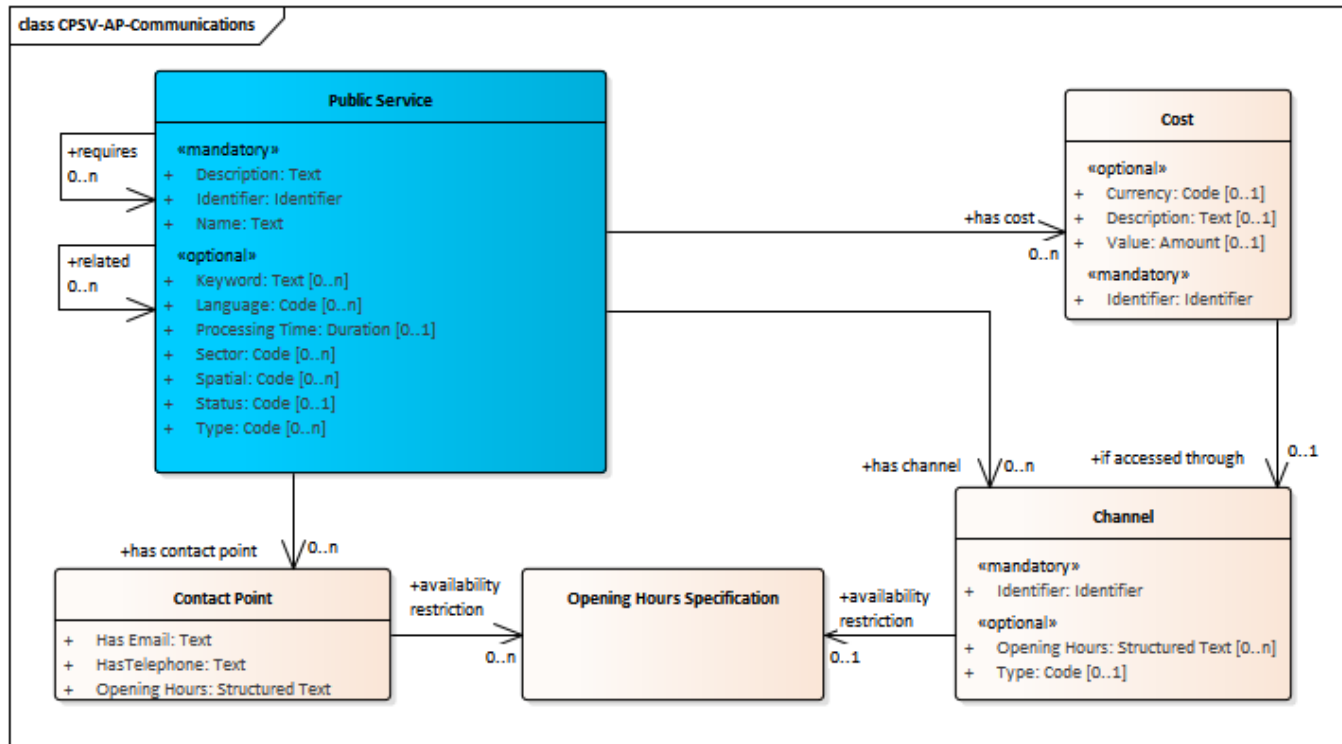 class CPSV-AP-Communications
Public Service
«mandatory»
+ Description: Text
+ Identifier: Identifier
+ Name: Text
«optional»
+ Keyword: Text [0..n]
+ Language: Code [0..n]
+ Processing Time: Duration [0..1]
+ Sector: Code [0..n]
+ Spatial: Code [0..n]
+ Status: Code [0..1]
+ Type: Code [0..n]
+requires
0..n
+related
0..n
+has cost
0..n
Cost
«optional»
+ Currency: Code [0..1]
+ Description: Text [0..1]
+ Value: Amount [0..1]
«mandatory»
+ Identifier: Identifier
+has channel
0..n
+if accessed through
0..1
+has contact point
0..n
Contact Point
+ Has Email: Text
+ HasTelephone: Text
+ Opening Hours: Structured Text
+availability
restriction
0..n
Opening Hours Specification
+availability
restriction
0..1
Channel
«mandatory»
+ Identifier: Identifier
«optional»
+ Opening Hours: Structured Text [0..n]
+ Type: Code [0..1]